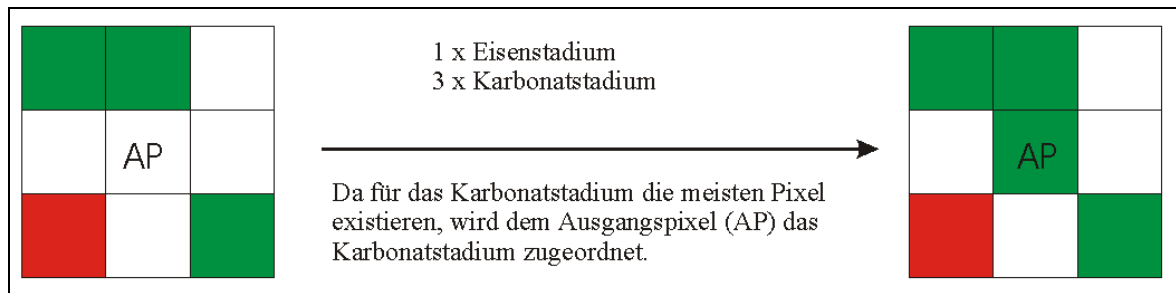 AP
1 x Eisenstadium
3 x Karbonatstadium
Da für das Karbonatstadium die meisten Pixel
existieren, wird dem Ausgangspixel (AP) das
Karbonatstadium zugeordnet.
AP